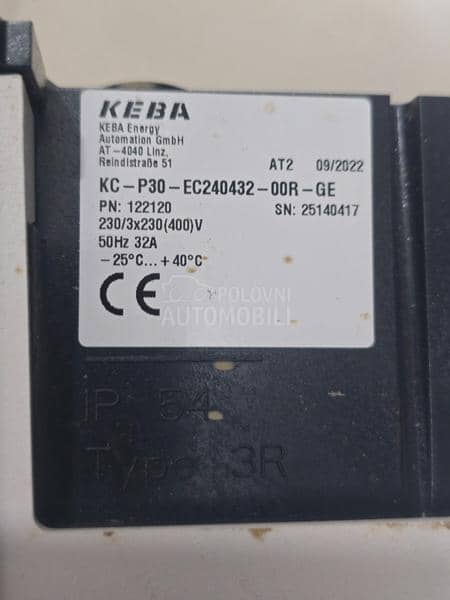 KEBA
KEBA Energy
Automation GmbH
AT-4040 Linz,
Reindlstraße 51
AT2 09/2022
KC-P30-EC240432-00R-GE
PN: 122120 SN: 25140417
230/3x230(400)V
50Hz 32A
-25°C...+40°C
CE
POLOVNI
AUTOMOBILI
IP 54
Type 3R